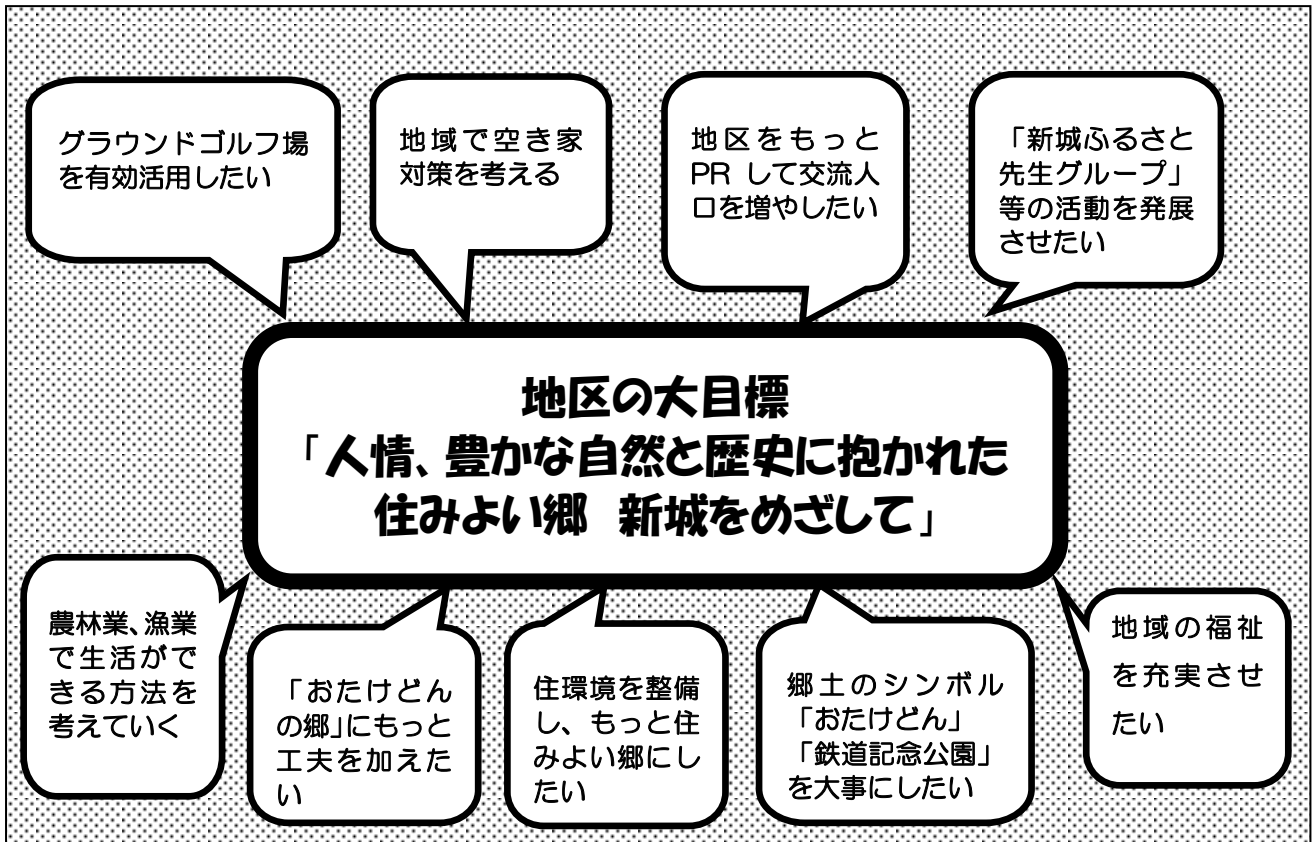 グラウンドゴルフ場
を有効活用したい
地域で空き家
対策を考える
地区をもっと
PR して交流人
口を増やしたい
「新城ふるさと
先生グループ」
等の活動を発展
させたい
地区の大目標
「人情、豊かな自然と歴史に抱かれた
住みよい郷 新城をめざして」
農林業、漁業
で生活がで
きる方法を
考えていく
「おたけどん
の郷」にもっと
工夫を加えた
い
住環境を整備
し、もっと住
みよい郷にし
たい
郷土のシンボル
「おたけどん」
「鉄道記念公園」
を大事にしたい
地域の福祉
を充実させ
たい